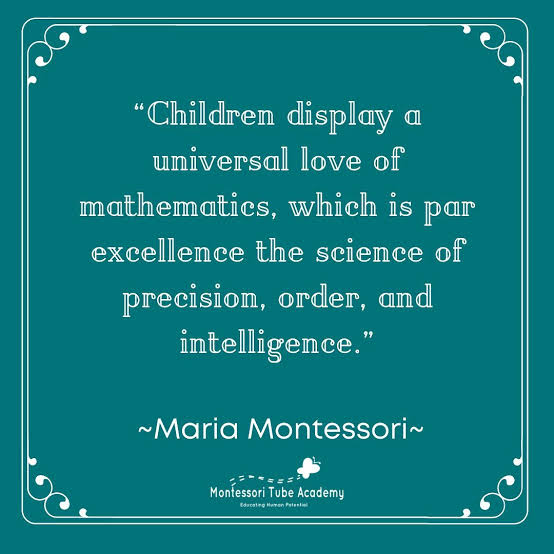 “Children display a
universal love of
mathematics, which is par
excellence the science of
precision, order, and
intelligence.”
~Maria Montessori~
Montessori Tube Academy
Educating Human Potential